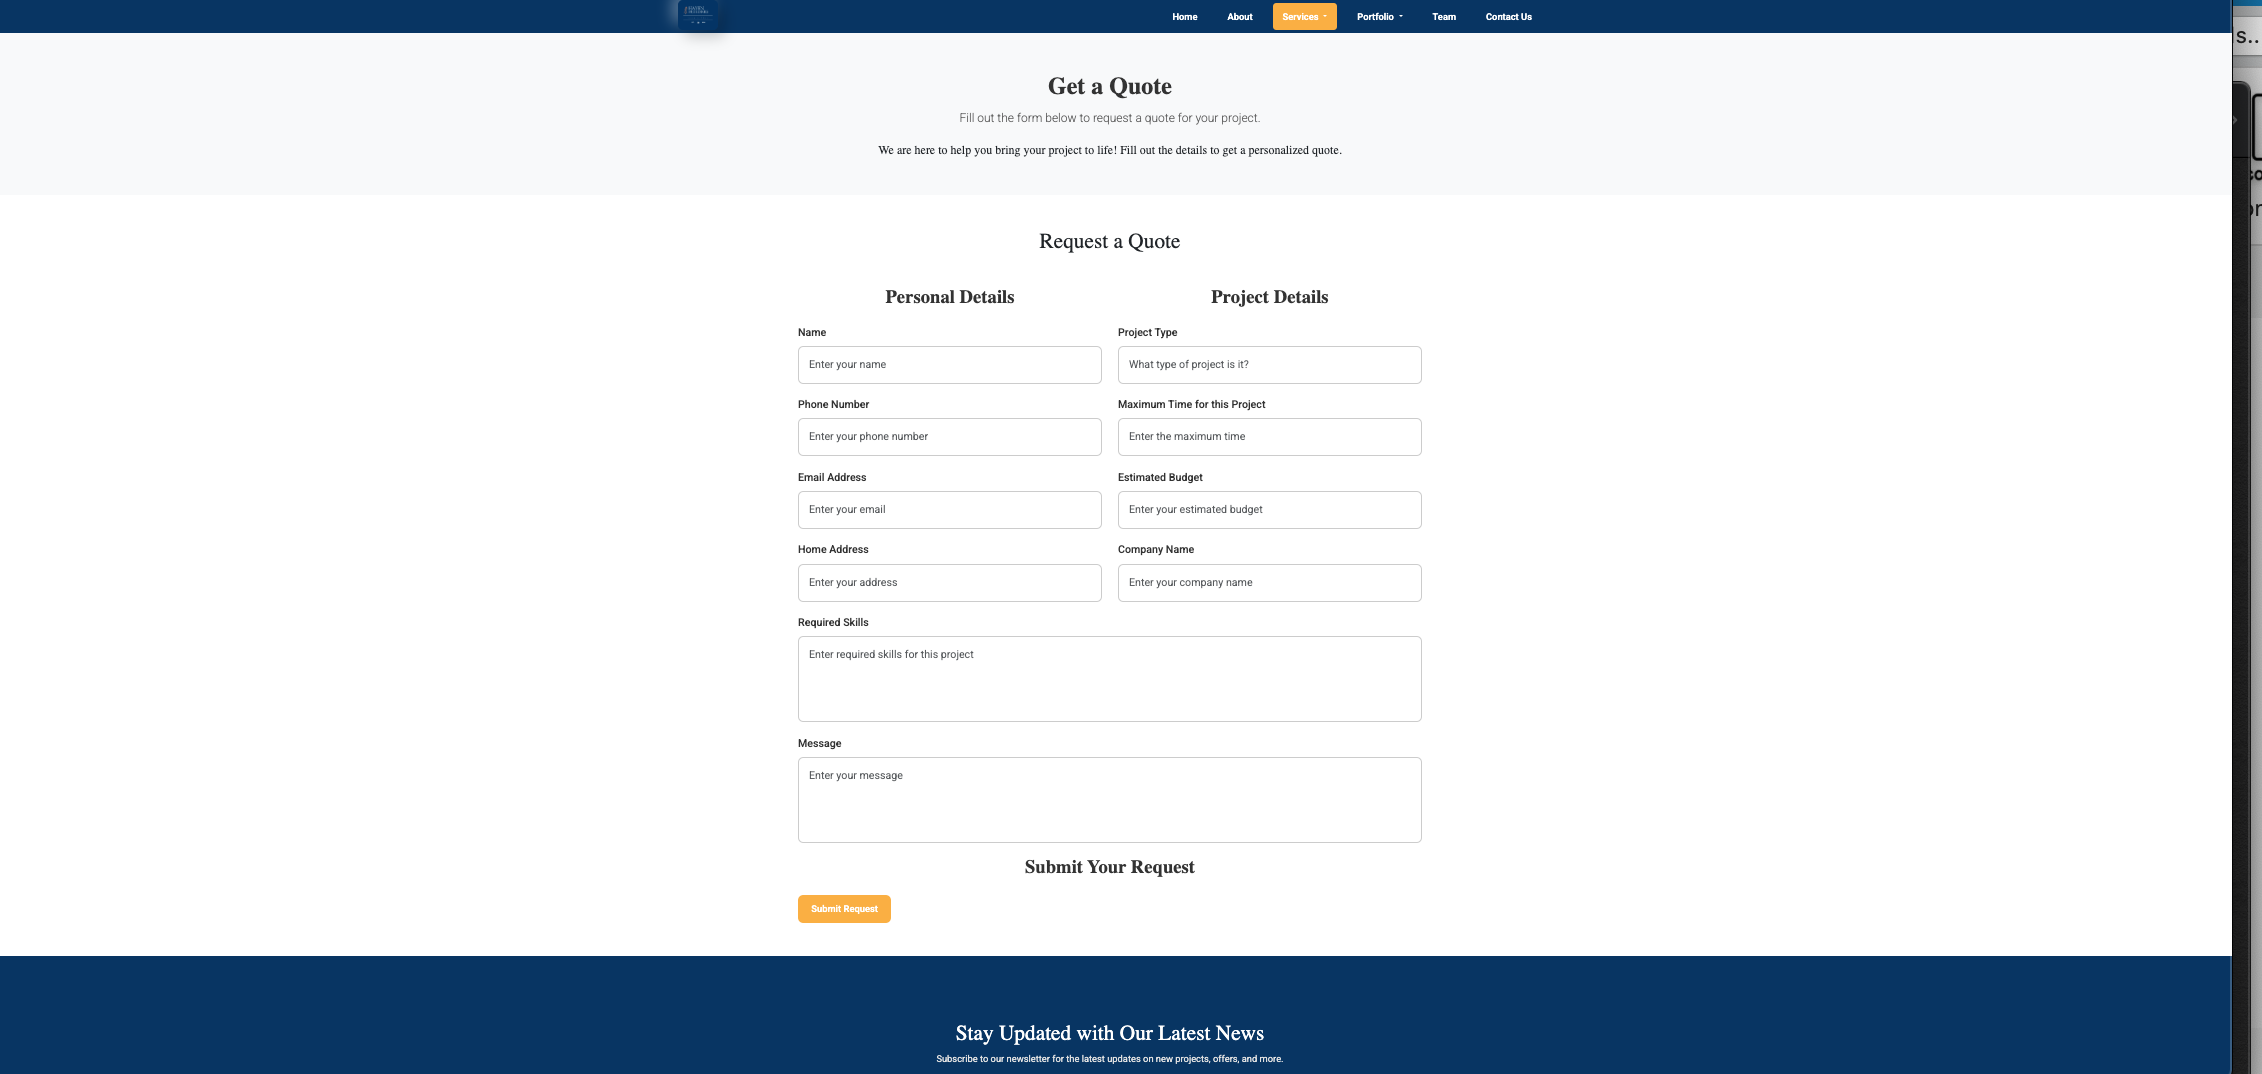 Home About Services Portfolio Team Contact Us
Get a Quote
Fill out the form below to request a quote for your project.
We are here to help you bring your project to life! Fill out the details to get a personalized quote.
Request a Quote
Personal Details
Project Details
Name
Project Type
Enter your name
What type of project is it?
Phone Number
Maximum Time for this Project
Enter your phone number
Enter the maximum time
Email Address
Estimated Budget
Enter your email
Enter your estimated budget
Home Address
Company Name
Enter your address
Enter your company name
Required Skills
Enter required skills for this project
Message
Enter your message
Submit Your Request
Submit Request
Stay Updated with Our Latest News
Subscribe to our newsletter for the latest updates on new projects, offers, and more.